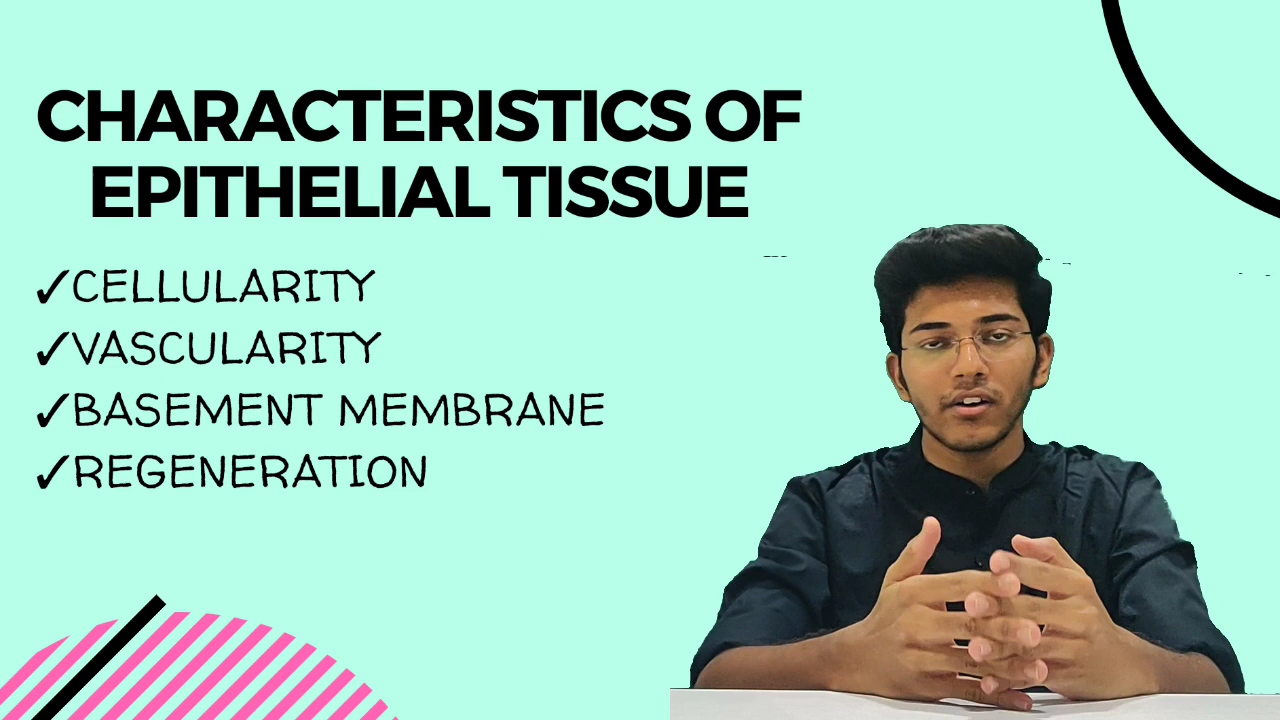 CHARACTERISTICS OF
EPITHELIAL TISSUE
✓CELLULARITY
✓VASCULARITY
✓BASEMENT MEMBRANE
✓REGENERATION